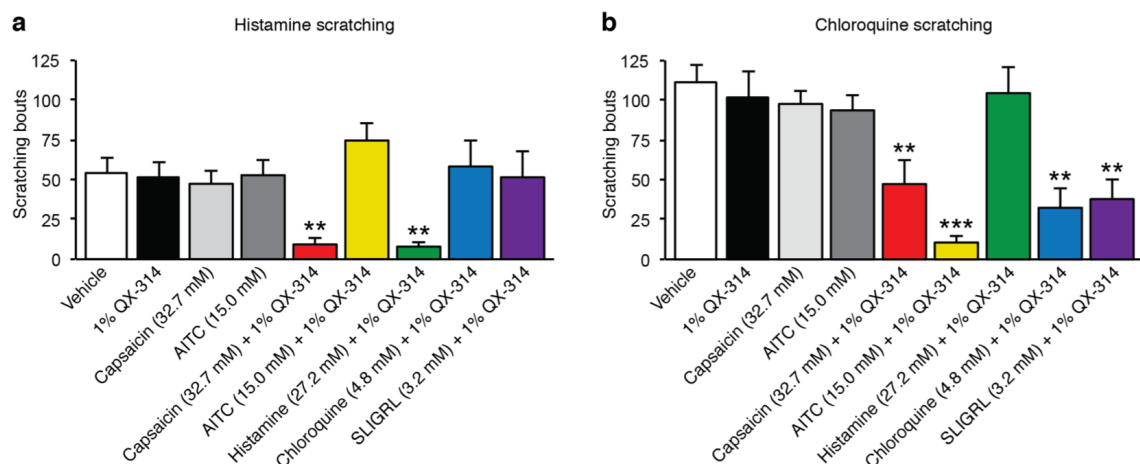 a
Histamine scratching
Scratching bouts
125
100
75
50
25
0
**
**
Vehicle
1% QX-314
Capsaicin (32.7 mM)
AITC (15.0 mM)
Capsaicin (32.7 mM) + 1% QX-314
AITC (15.0 mM) + 1% QX-314
Histamine (27.2 mM) + 1% QX-314
Chloroquine (4.8 mM) + 1% QX-314
SLIGRL (3.2 mM) + 1% QX-314
b
Chloroquine scratching
Scratching bouts
125
100
75
50
25
0
**
***
**
**
Vehicle
1% QX-314
Capsaicin (32.7 mM)
AITC (15.0 mM)
Capsaicin (32.7 mM) + 1% QX-314
AITC (15.0 mM) + 1% QX-314
Histamine (27.2 mM) + 1% QX-314
Chloroquine (4.8 mM) + 1% QX-314
SLIGRL (3.2 mM) + 1% QX-314